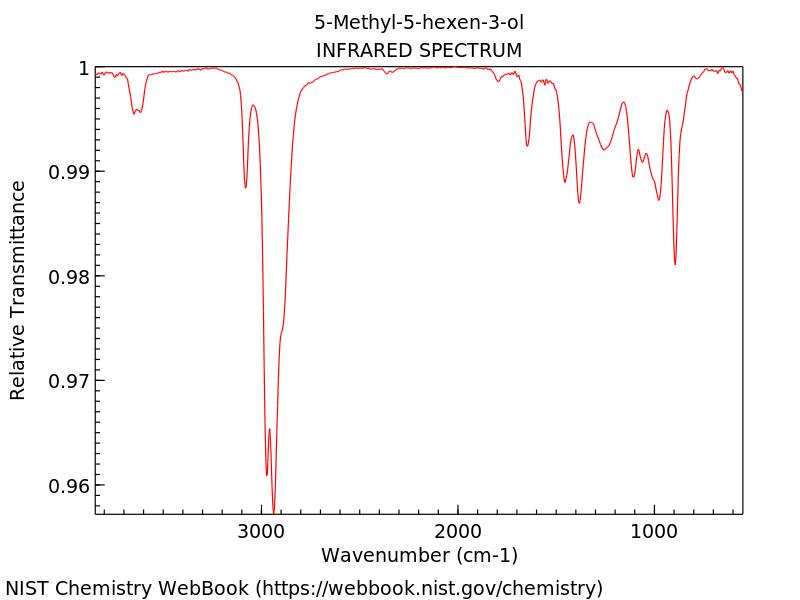 5-Methyl-5-hexen-3-ol
INFRARED SPECTRUM
1
0.99
0.98
0.97
0.96
Relative Transmittance
3000 2000 1000
Wavenumber (cm-1)
NIST Chemistry WebBook (https://webbook.nist.gov/chemistry)